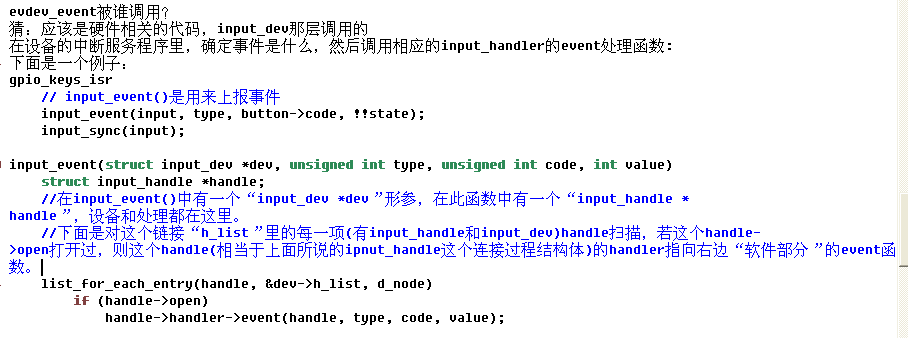 evdev_event被谁调用?
猜：应该是硬件相关的代码，input_dev那层调用的
在设备的中断服务程序里，确定事件是什么，然后调用相应的input_handler的event处理函数:
下面是一个例子:
gpio_keys_isr
// input_event()是用来上报事件
input_event(input, type, button->code, !!state);
input_sync(input);
input_event(struct input_dev *dev, unsigned int type, unsigned int code, int value)
struct input_handle *handle;
//在input_event()中有一个“input_dev *dev”形参，在此函数中有一个“input_handle *
handle”，设备和处理都在这里。
//下面是对这个链接“h_list”里的每一项(有input_handle和input_dev)handle扫描，若这个handle-
>open打开过，则这个handle(相当于上面所说的ipnut_handle这个连接过程结构体)的handler指向右边“软件部分”的event函
数。
list_for_each_entry(handle, &dev->h_list, d_node)
if (handle->open)
handle->handler->event(handle, type, code, value);